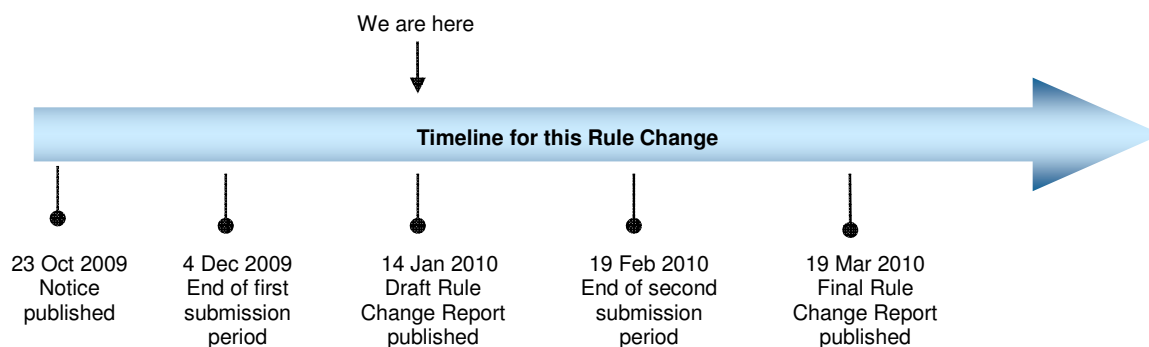 We are here
Timeline for this Rule Change
23 Oct 2009
Notice
published
4 Dec 2009
End of first
submission
period
14 Jan 2010
Draft Rule
Change Report
published
19 Feb 2010
End of second
submission
period
19 Mar 2010
Final Rule
Change Report
published